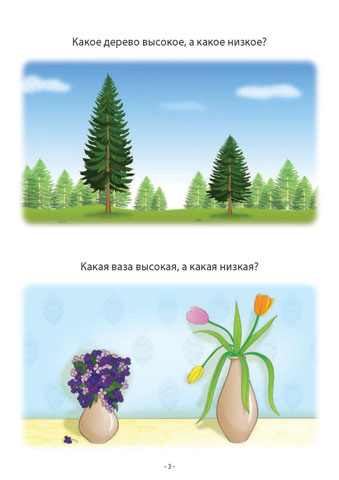 Какое дерево высокое, а какое низкое?
Какая ваза высокая, а какая низкая?
- 3 -